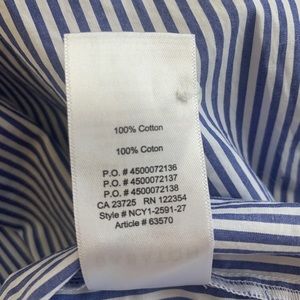 100% Cotton
100% Coton
P.O. # 4500072136
P.O. # 4500072137
P.O. # 4500072138
CA 23725 RN 122354
Style # NCY1-2591-27
Article # 63570